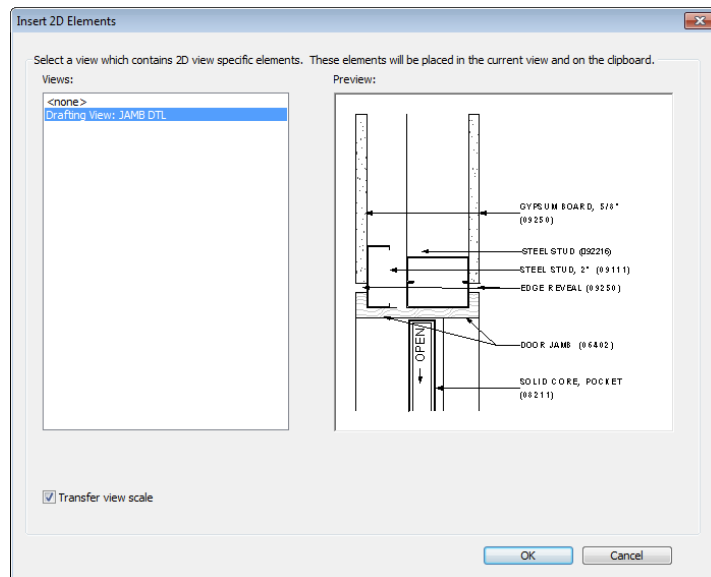 Insert 2D Elements
Select a view which contains 2D view specific elements. These elements will be placed in the current view and on the clipboard.
Views:
<none>
Drafting View: JAMB DTL
Preview:
GYPSUM BOARD, 5/8"
(09250)
STEEL STUD (092216)
STEEL STUD, 2" (09111)
EDGE REVEAL (09250)
DOOR JAMB (06402)
OPEN
SOLID CORE, POCKET
(08211)
Transfer view scale
OK
Cancel